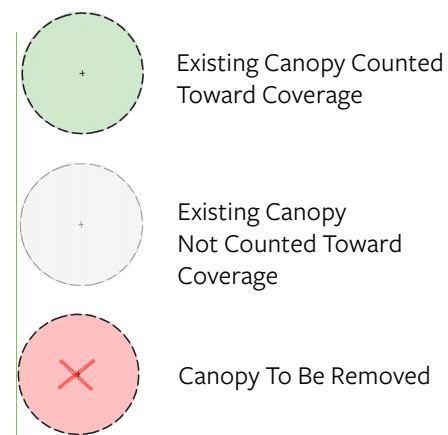 Existing Canopy Counted
Toward Coverage
Existing Canopy
Not Counted Toward
Coverage
Canopy To Be Removed